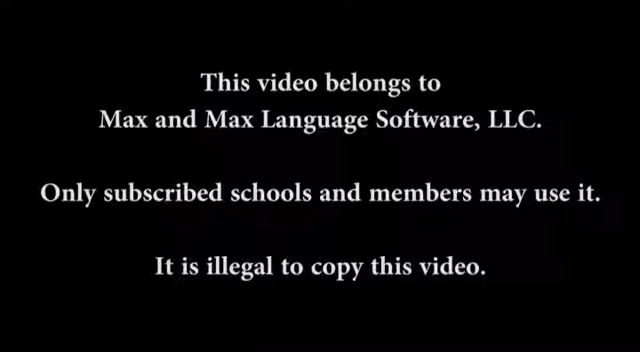 This video belongs to
Max and Max Language Software, LLC.
Only subscribed schools and members may use it.
It is illegal to copy this video.